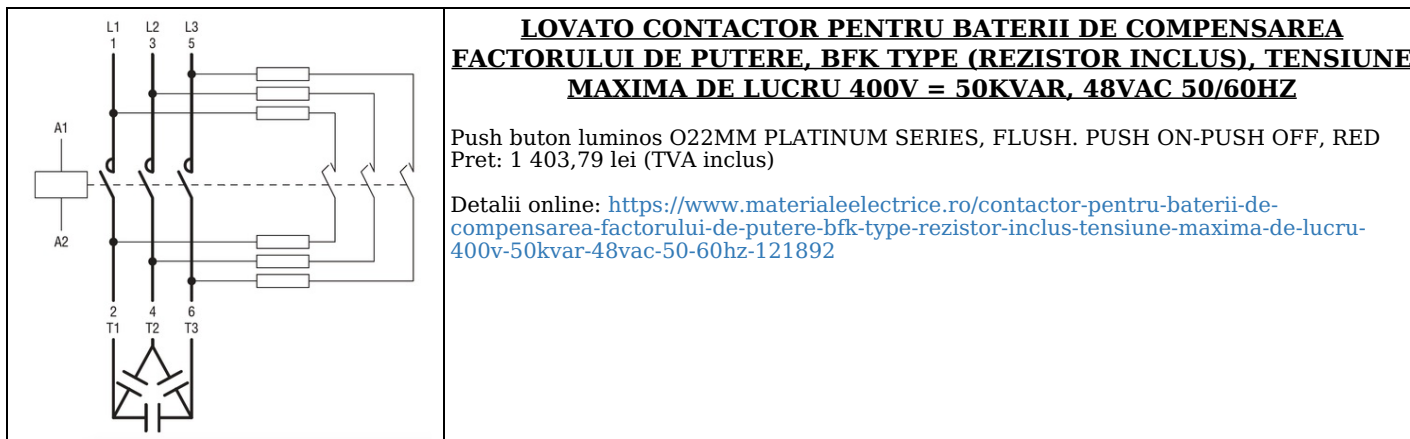 L1 L2 L3
1 3 5
A1
A2
2 4 6
T1 T2 T3
LOVATO CONTACTOR PENTRU BATERII DE COMPENSAREA
FACTORULUI DE PUTERE, BFK TYPE (REZISTOR INCLUS), TENSIUNE
MAXIMA DE LUCRU 400V = 50KVAR, 48VAC 50/60HZ
Push buton luminos O22MM PLATINUM SERIES, FLUSH. PUSH ON-PUSH OFF, RED
Pret: 1 403,79 lei (TVA inclus)
Detalii online: https://www.materialeelectrice.ro/contactor-pentru-baterii-de-
compensarea-factorului-de-putere-bfk-type-rezistor-inclus-tensiune-maxima-de-lucru-
400v-50kvar-48vac-50-60hz-121892